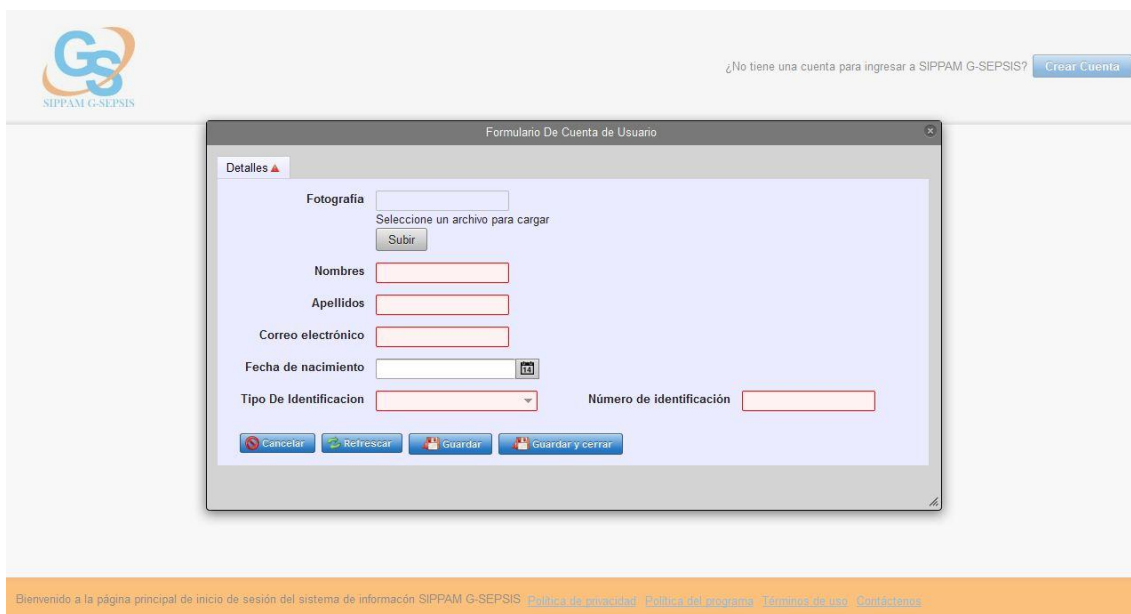 GS
SIPPAM G-SEPSIS
¿No tiene una cuenta para ingresar a SIPPAM G-SEPSIS? Crear Cuenta
Formulario De Cuenta de Usuario
Detalles
Fotografía
Seleccione un archivo para cargar
Subir
Nombres
Apellidos
Correo electrónico
Fecha de nacimiento 14
Tipo De Identificacion Número de identificación
Cancelar Refrescar Guardar Guardar y cerrar
Bienvenido a la página principal de inicio de sesión del sistema de informacón SIPPAM G-SEPSIS Política de privacidad Política del programa Términos de uso Contáctenos